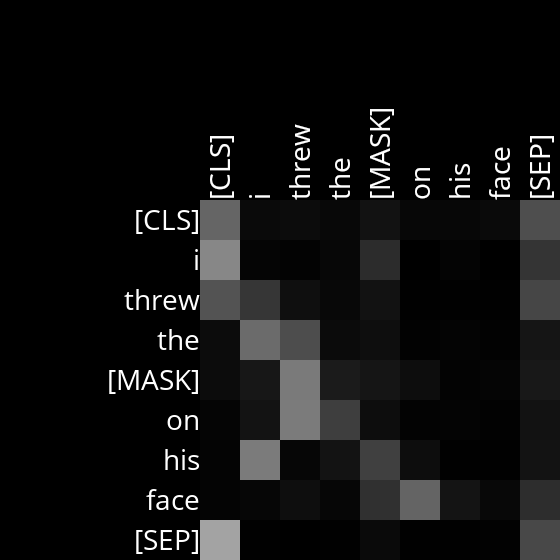 [CLS] i threw the [MASK] on his face [SEP]
[CLS]
i
threw
the
[MASK]
on
his
face
[SEP]